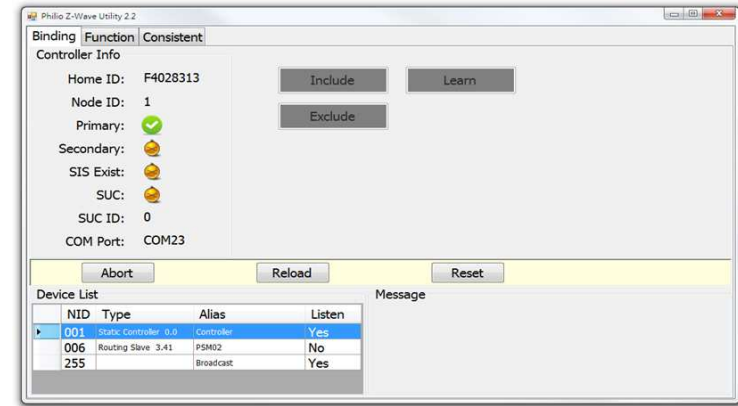 Philio Z-Wave Utility 2.2
Binding Function Consistent
Controller Info
Home ID: F4028313
Include
Learn
Node ID: 1
Exclude
Primary:
Secondary:
SIS Exist:
SUC:
SUC ID: 0
COM Port: COM23
Abort Reload Reset
Device List
Message
NID Type Alias Listen
001 Static Controller 0.0 Controller Yes
006 Routing Slave 3.41 PSM02 No
255 Broadcast Yes